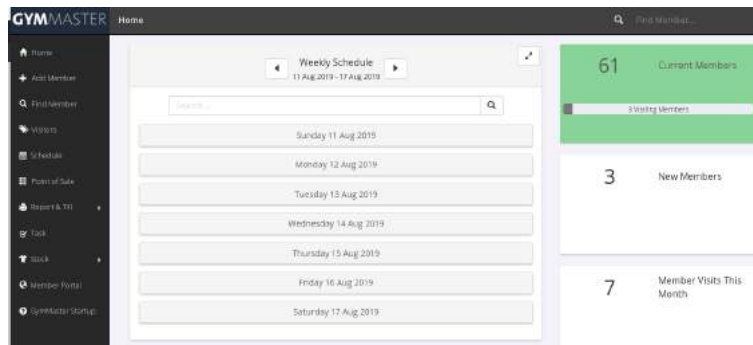 GYMMASTER Home
Find Member...
Home
Add Member
Find Member
Visitors
Schedule
Point of Sale
Report & Till
Task
Stock
Member Portal
GymMaster Startup
Weekly Schedule
11 Aug 2019 - 17 Aug 2019
Search...
Sunday 11 Aug 2019
Monday 12 Aug 2019
Tuesday 13 Aug 2019
Wednesday 14 Aug 2019
Thursday 15 Aug 2019
Friday 16 Aug 2019
Saturday 17 Aug 2019
61 Current Members
3 Visiting Members
3 New Members
7 Member Visits This
Month